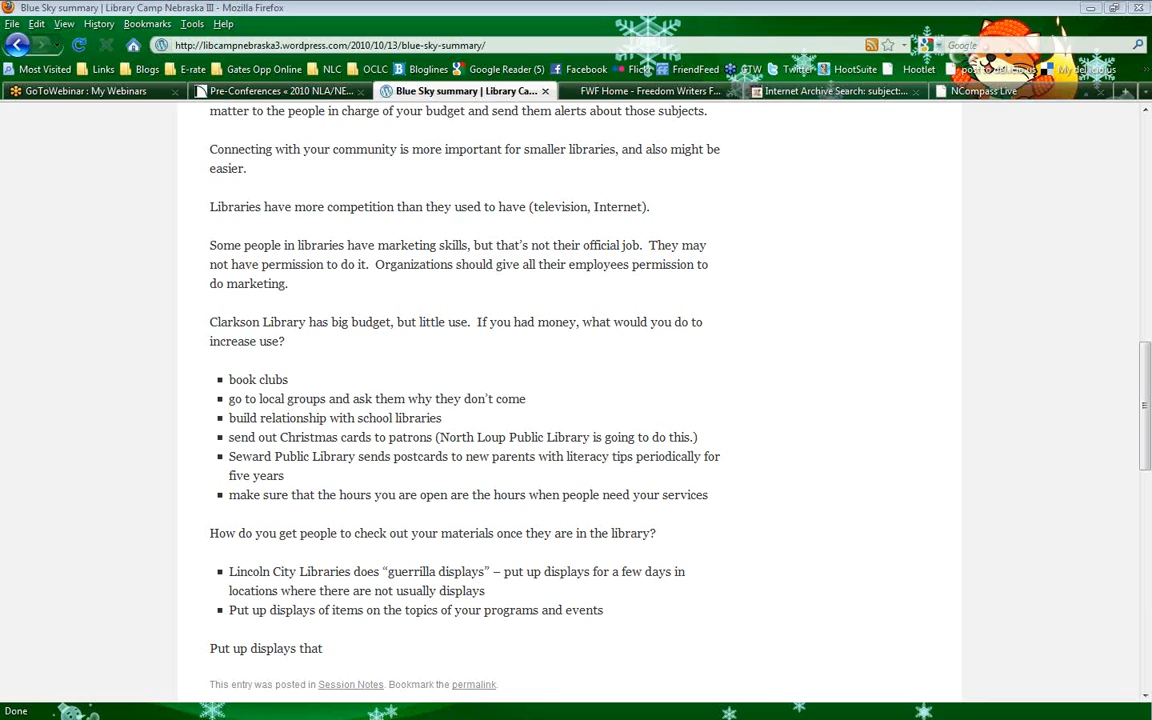 Blue Sky summary | Library Camp Nebraska III - Mozilla Firefox
File Edit View History Bookmarks Tools Help
http://libcampnebraska3.wordpress.com/2010/10/13/blue-sky-summary/
Google
Most Visited Links Blogs E-rate Gates Opp Online NLC OCLC Bloglines Google Reader (5) Facebook Flickr FriendFeed GTW Twitter HootSuite Hootlet post to del.icio.us My del.icio.us
GoToWebinar : My Webinars Pre-Conferences « 2010 NLA/NE... Blue Sky summary | Library Ca... FWF Home - Freedom Writers F... Internet Archive Search: subject:... NCompass Live
matter to the people in charge of your budget and send them alerts about those subjects.
Connecting with your community is more important for smaller libraries, and also might be
easier.
Libraries have more competition than they used to have (television, Internet).
Some people in libraries have marketing skills, but that's not their official job.  They may
not have permission to do it.  Organizations should give all their employees permission to
do marketing.
Clarkson Library has big budget, but little use.  If you had money, what would you do to
increase use?
book clubs
go to local groups and ask them why they don't come
build relationship with school libraries
send out Christmas cards to patrons (North Loup Public Library is going to do this.)
Seward Public Library sends postcards to new parents with literacy tips periodically for
five years
make sure that the hours you are open are the hours when people need your services
How do you get people to check out your materials once they are in the library?
Lincoln City Libraries does “guerrilla displays” – put up displays for a few days in
locations where there are not usually displays
Put up displays of items on the topics of your programs and events
Put up displays that
This entry was posted in Session Notes. Bookmark the permalink.
Done